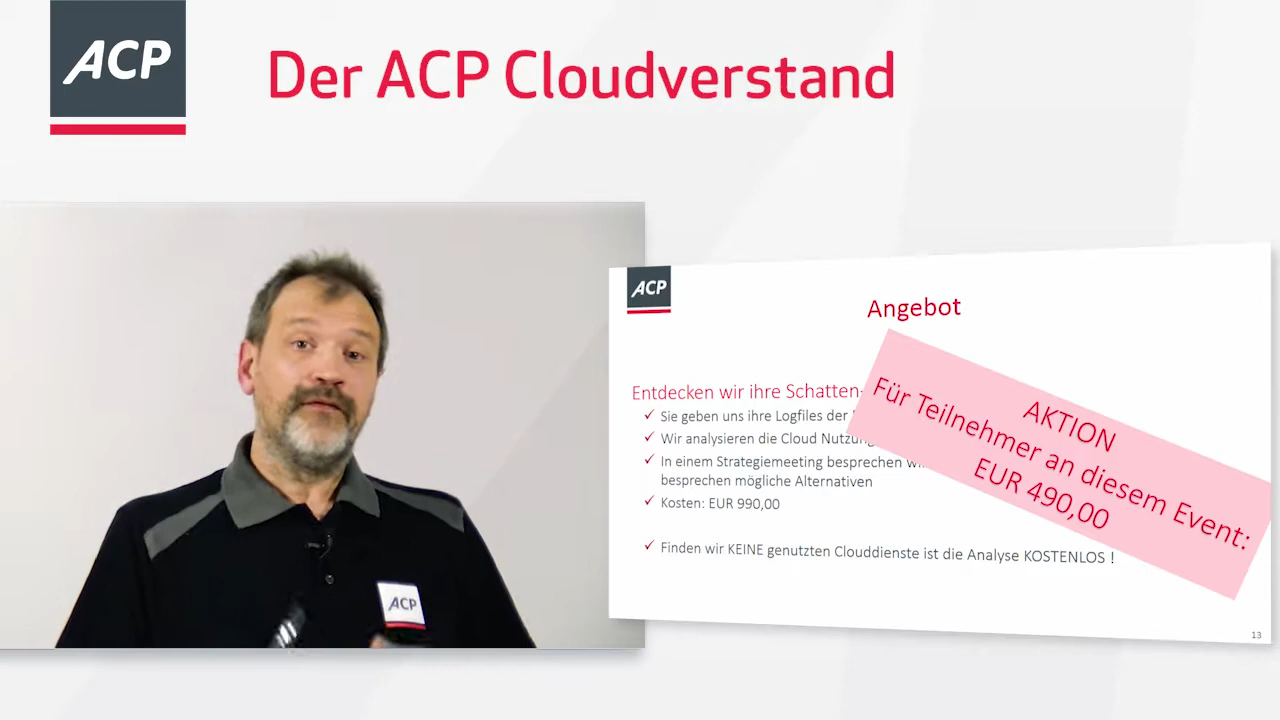 ACP
Der ACP Cloudverstand
ACP
ACP
Angebot
Entdecken wir ihre Schatten-
Sie geben uns ihre Logfiles der
Wir analysieren die Cloud Nutzung
In einem Strategiemeeting besprechen
besprechen mögliche Alternativen
Kosten: EUR 990,00
Finden wir KEINE genutzten Clouddienste ist die Analyse KOSTENLOS !
AKTION
Für Teilnehmer an diesem Event:
EUR 490,00
13